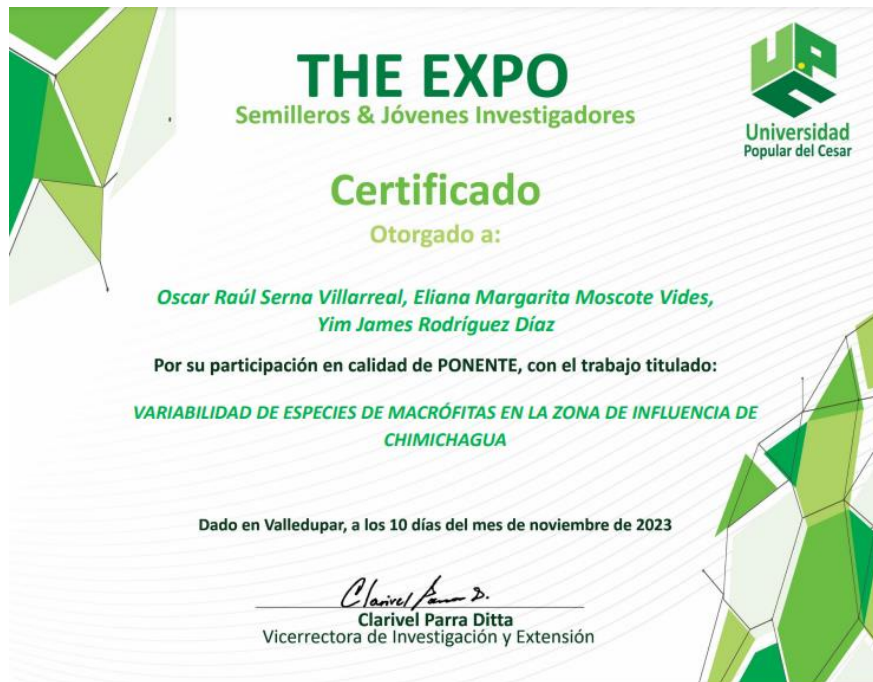 THE EXPO
Semilleros & Jóvenes Investigadores
UPC
Universidad
Popular del Cesar
Certificado
Otorgado a:
Oscar Raúl Serna Villarreal, Eliana Margarita Moscote Vides,
Yim James Rodríguez Díaz
Por su participación en calidad de PONENTE, con el trabajo titulado:
VARIABILIDAD DE ESPECIES DE MACRÓFITAS EN LA ZONA DE INFLUENCIA DE
CHIMICHAGUA
Dado en Valledupar, a los 10 días del mes de noviembre de 2023
Clarivel Parra D.
Clarivel Parra Ditta
Vicerrectora de Investigación y Extensión